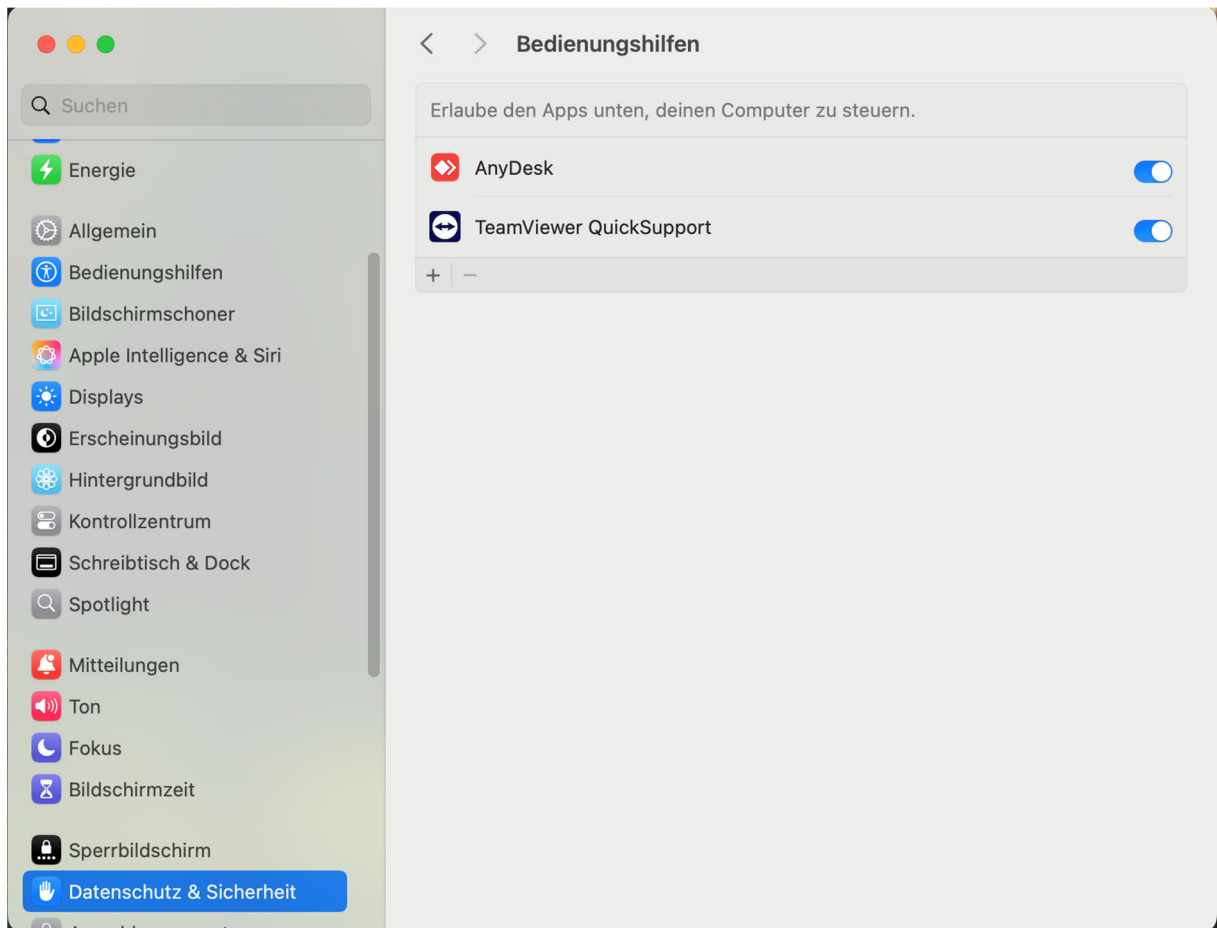 Bedienungshilfen
Suchen
Erlaube den Apps unten, deinen Computer zu steuern.
AnyDesk
TeamViewer QuickSupport
Energie
Allgemein
Bedienungshilfen
Bildschirmschoner
Apple Intelligence & Siri
Displays
Erscheinungsbild
Hintergrundbild
Kontrollzentrum
Schreibtisch & Dock
Spotlight
Mitteilungen
Ton
Fokus
Bildschirmzeit
Sperrbildschirm
Datenschutz & Sicherheit